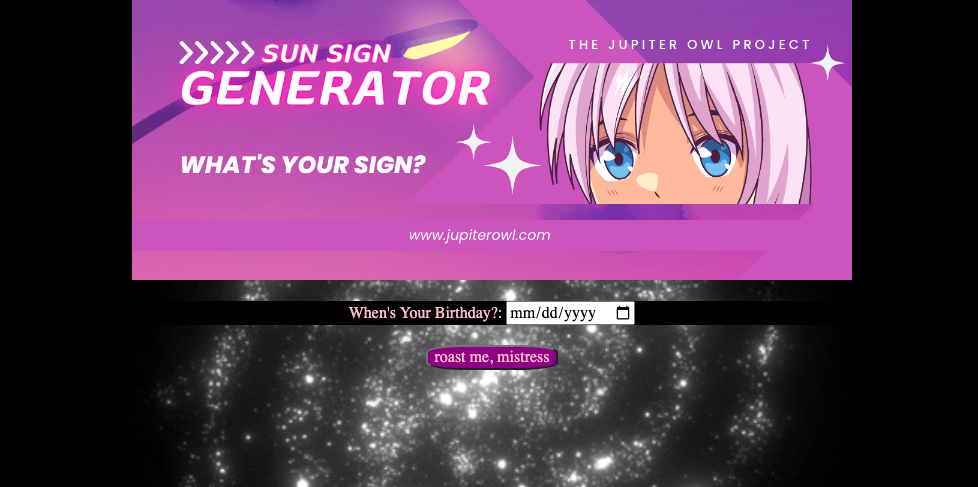 SUN SIGN
GENERATOR
THE JUPITER OWL PROJECT
WHAT'S YOUR SIGN?
www.jupiterowl.com
When's Your Birthday?: mm/dd/yyyy
roast me, mistress